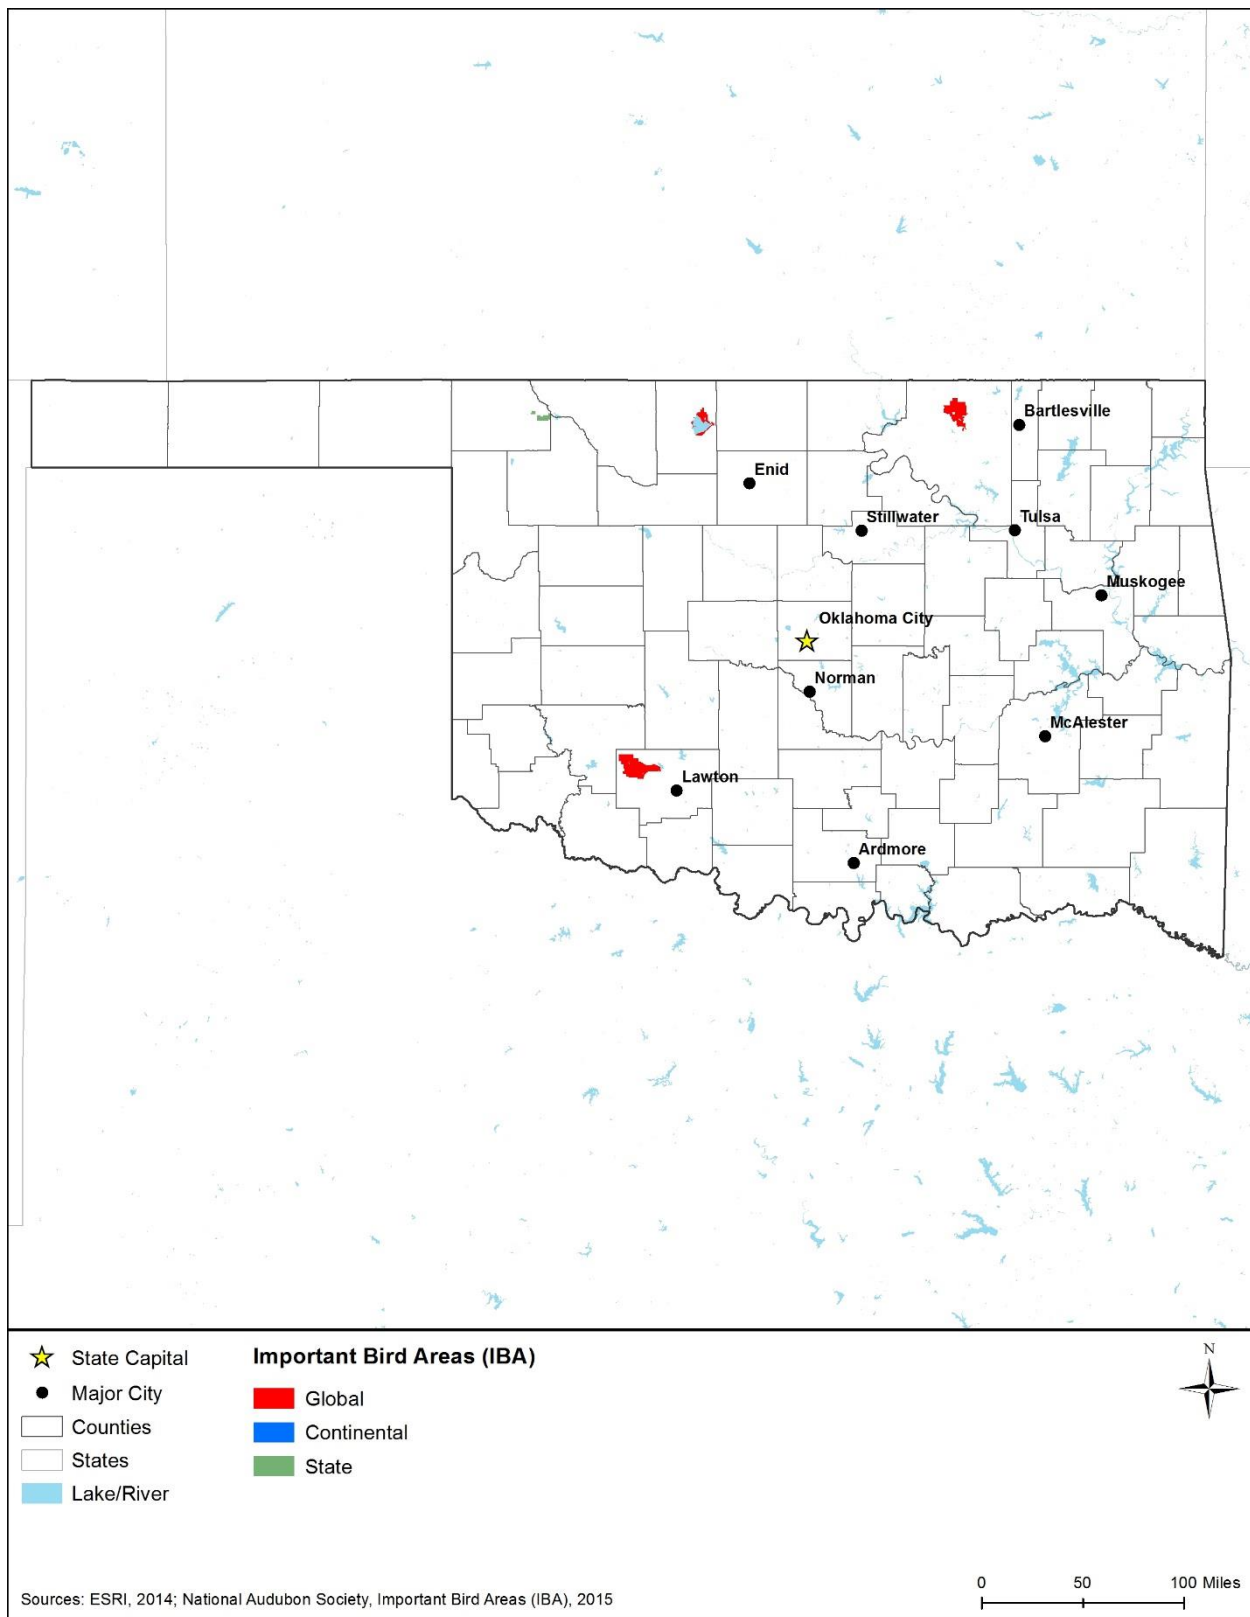 Bartlesville
Enid
Stillwater
Tulsa
Muskogee
Oklahoma City
Norman
McAlester
Lawton
Ardmore
State Capital
Major City
Counties
States
Lake/River
Important Bird Areas (IBA)
Global
Continental
State
N
Sources: ESRI, 2014; National Audubon Society, Important Bird Areas (IBA), 2015
0 50 100 Miles